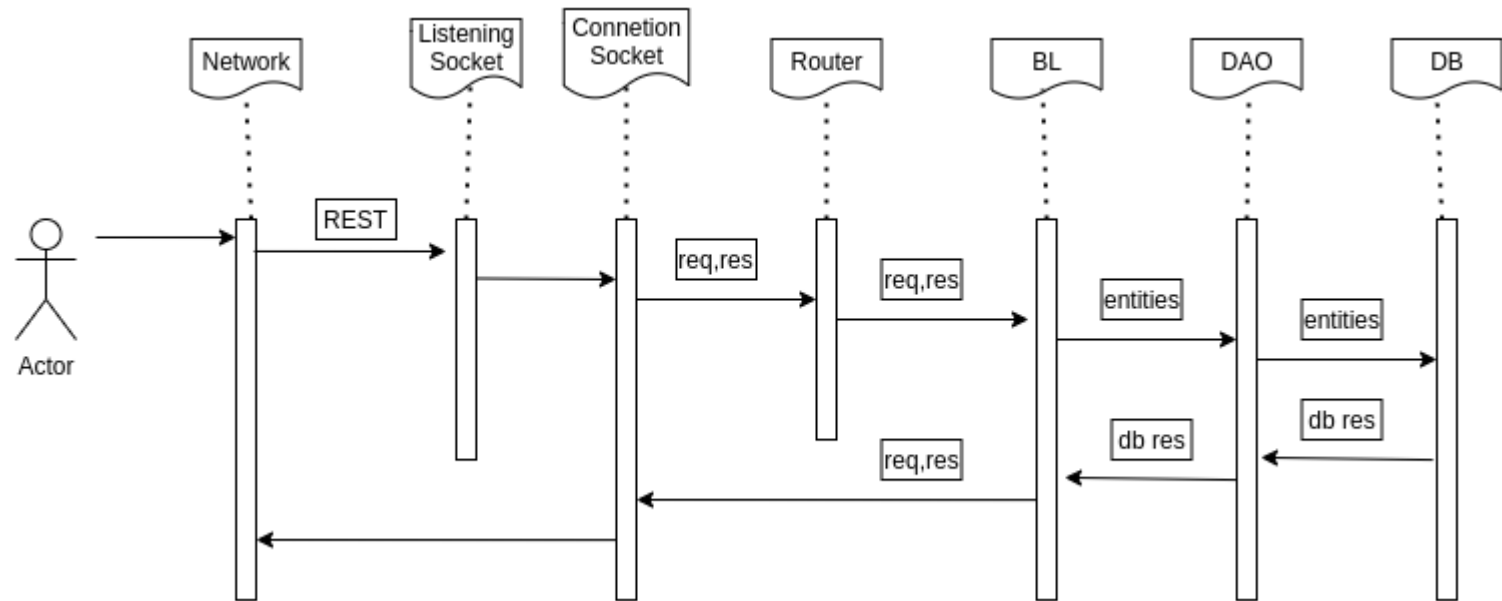 Network
Listening
Socket
Connetion
Socket
Router
BL
DAO
DB
Actor
REST
req,res
req,res
entities
entities
db res
db res
req,res